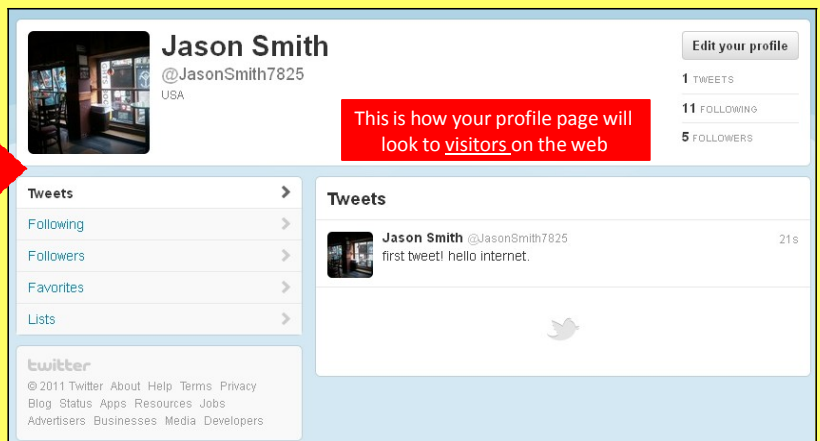 Jason Smith
@JasonSmith7825
USA
Edit your profile
1 TWEETS
11 FOLLOWING
5 FOLLOWERS
This is how your profile page will
look to visitors on the web
Tweets
Following
Followers
Favorites
Lists
twitter
© 2011 Twitter About Help Terms Privacy
Blog Status Apps Resources Jobs
Advertisers Businesses Media Developers
Tweets
Jason Smith @JasonSmith7825 21s
first tweet! hello internet.